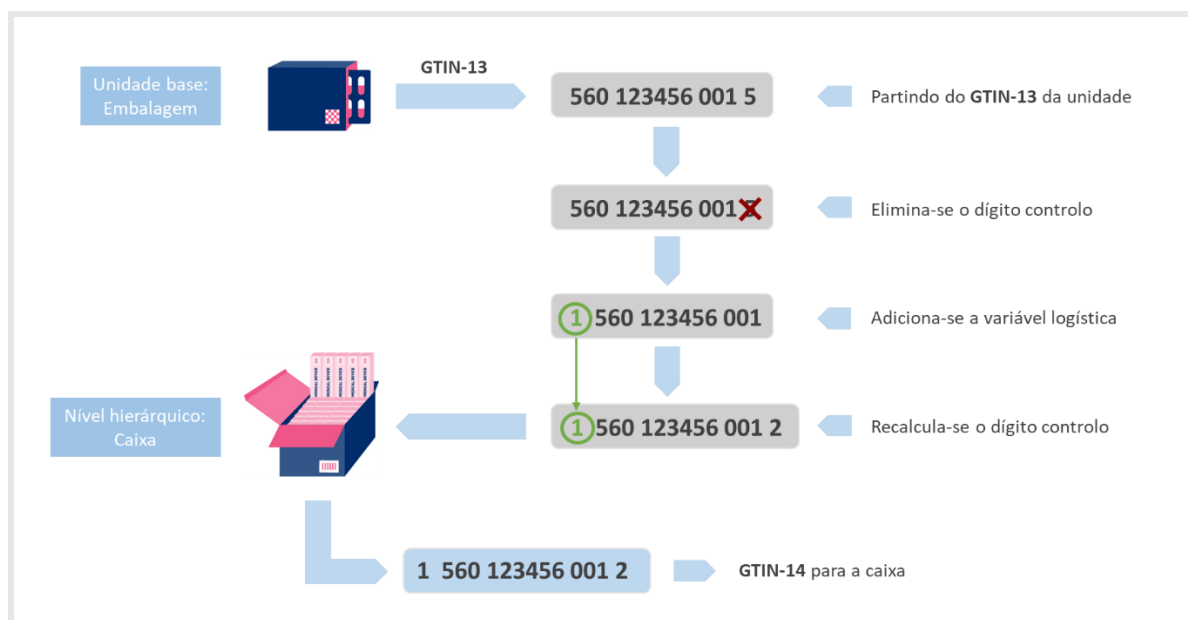 Unidade base:
Embalagem
GTIN-13
560 123456 001 5
Partindo do GTIN-13 da unidade
560 123456 001
Elimina-se o dígito controlo
1 560 123456 001
Adiciona-se a variável logística
Nível hierárquico:
Caixa
1 560 123456 001 2
Recalcula-se o dígito controlo
1 560 123456 001 2
GTIN-14 para a caixa